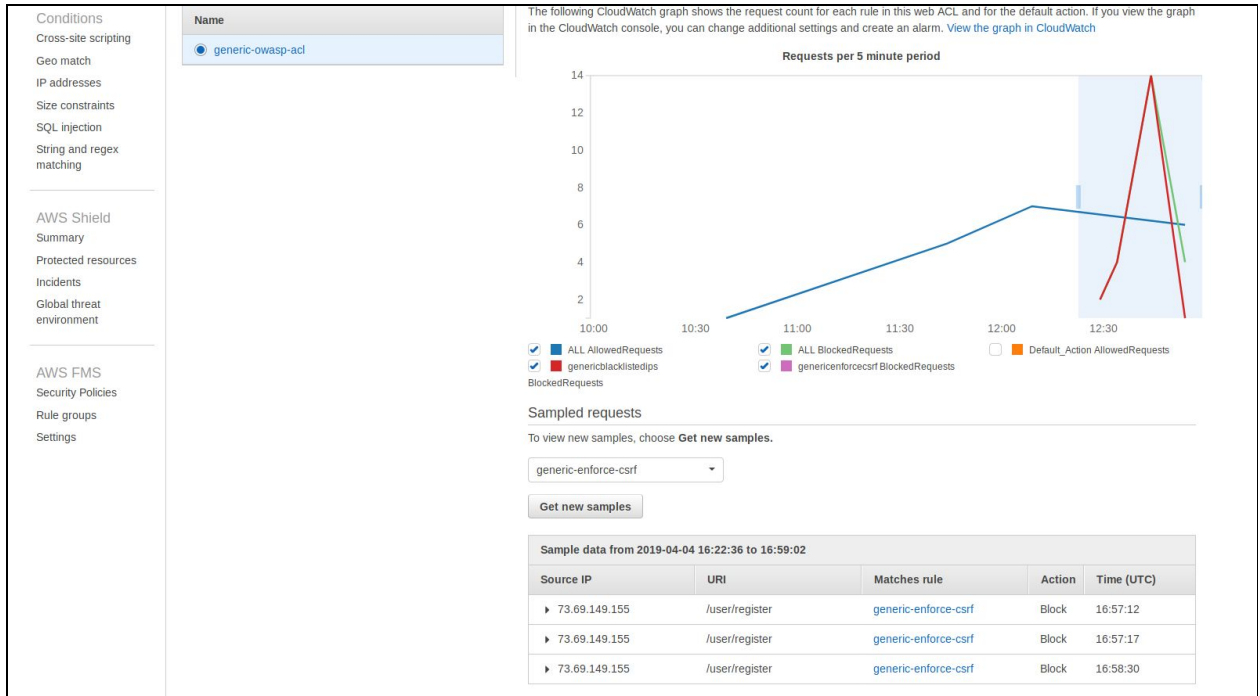 Conditions
Cross-site scripting
Geo match
IP addresses
Size constraints
SQL injection
String and regex
matching
AWS Shield
Summary
Protected resources
Incidents
Global threat
environment
AWS FMS
Security Policies
Rule groups
Settings
Name
generic-owasp-acl
The following CloudWatch graph shows the request count for each rule in this web ACL and for the default action. If you view the graph
in the CloudWatch console, you can change additional settings and create an alarm. View the graph in CloudWatch
Requests per 5 minute period
14
12
10
8
6
4
2
10:00 10:30 11:00 11:30 12:00 12:30
ALL AllowedRequests ALL BlockedRequests Default_Action AllowedRequests
genericblacklistedips genericenforcecsrf BlockedRequests
BlockedRequests
Sampled requests
To view new samples, choose Get new samples.
generic-enforce-csrf
Get new samples
Sample data from 2019-04-04 16:22:36 to 16:59:02
Source IP URI Matches rule Action Time (UTC)
73.69.149.155 /user/register generic-enforce-csrf Block 16:57:12
73.69.149.155 /user/register generic-enforce-csrf Block 16:57:17
73.69.149.155 /user/register generic-enforce-csrf Block 16:58:30